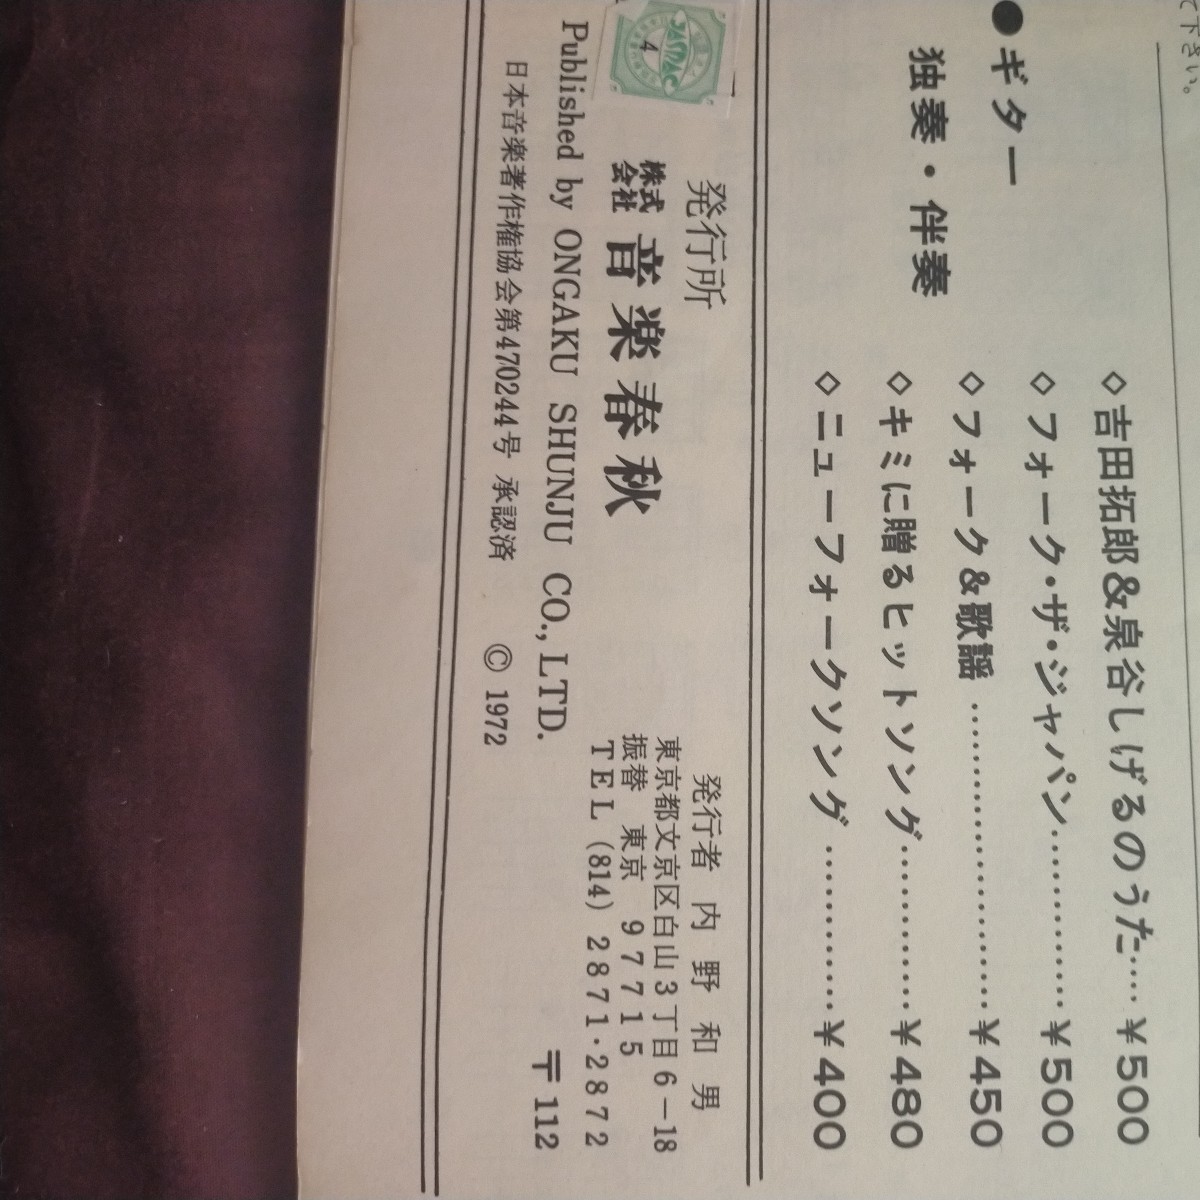 て下さい。
●ギター
独奏・伴奏
◇吉田拓郎&泉谷しげるのうた‥‥¥500
◇フォーク・ザ・ジャパン…………¥500
◇フォーク&歌謡…………………¥450
◇キミに贈るヒットソング…………¥480
◇ニューフォークソング…………¥400
発行所
株式会社 音楽春秋
Published by ONGAKU SHUNJU CO., LTD.
日本音楽著作権協会第470244号 承認済 © 1972
発行者 内野和男
東京都文京区白山3丁目6-18
振替 東京 97715
TEL (814) 2871・2872
〒112
JASRAC
4